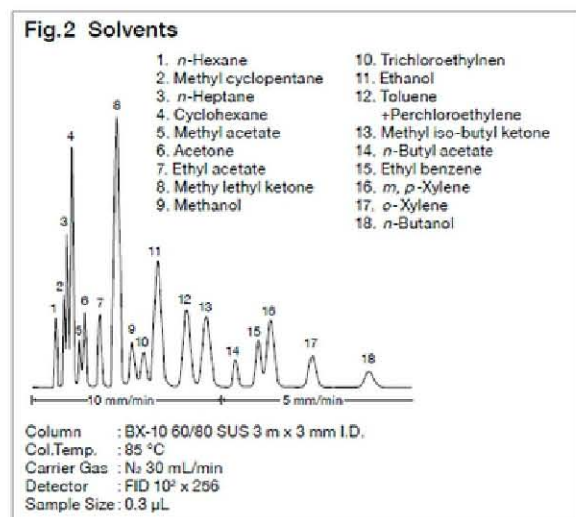 Fig.2 Solvents
1. n-Hexane
2. Methyl cyclopentane
3. n-Heptane
4. Cyclohexane
5. Methyl acetate
6. Acetone
7. Ethyl acetate
8. Methy lethyl ketone
9. Methanol
10. Trichloroethylnen
11. Ethanol
12. Toluene
+Perchloroethylene
13. Methyl iso-butyl ketone
14. n-Butyl acetate
15. Ethyl benzene
16. m, p-Xylene
17. o-Xylene
18. n-Butanol
1
2
3
4
5
6
7
8
9
10
11
12
13
14
15
16
17
18
10 mm/min
5 mm/min
Column : BX-10 60/80 SUS 3 m x 3 mm I.D.
Col.Temp. : 85 °C
Carrier Gas : N₂ 30 mL/min
Detector : FID 10² x 256
Sample Size : 0.3 µL